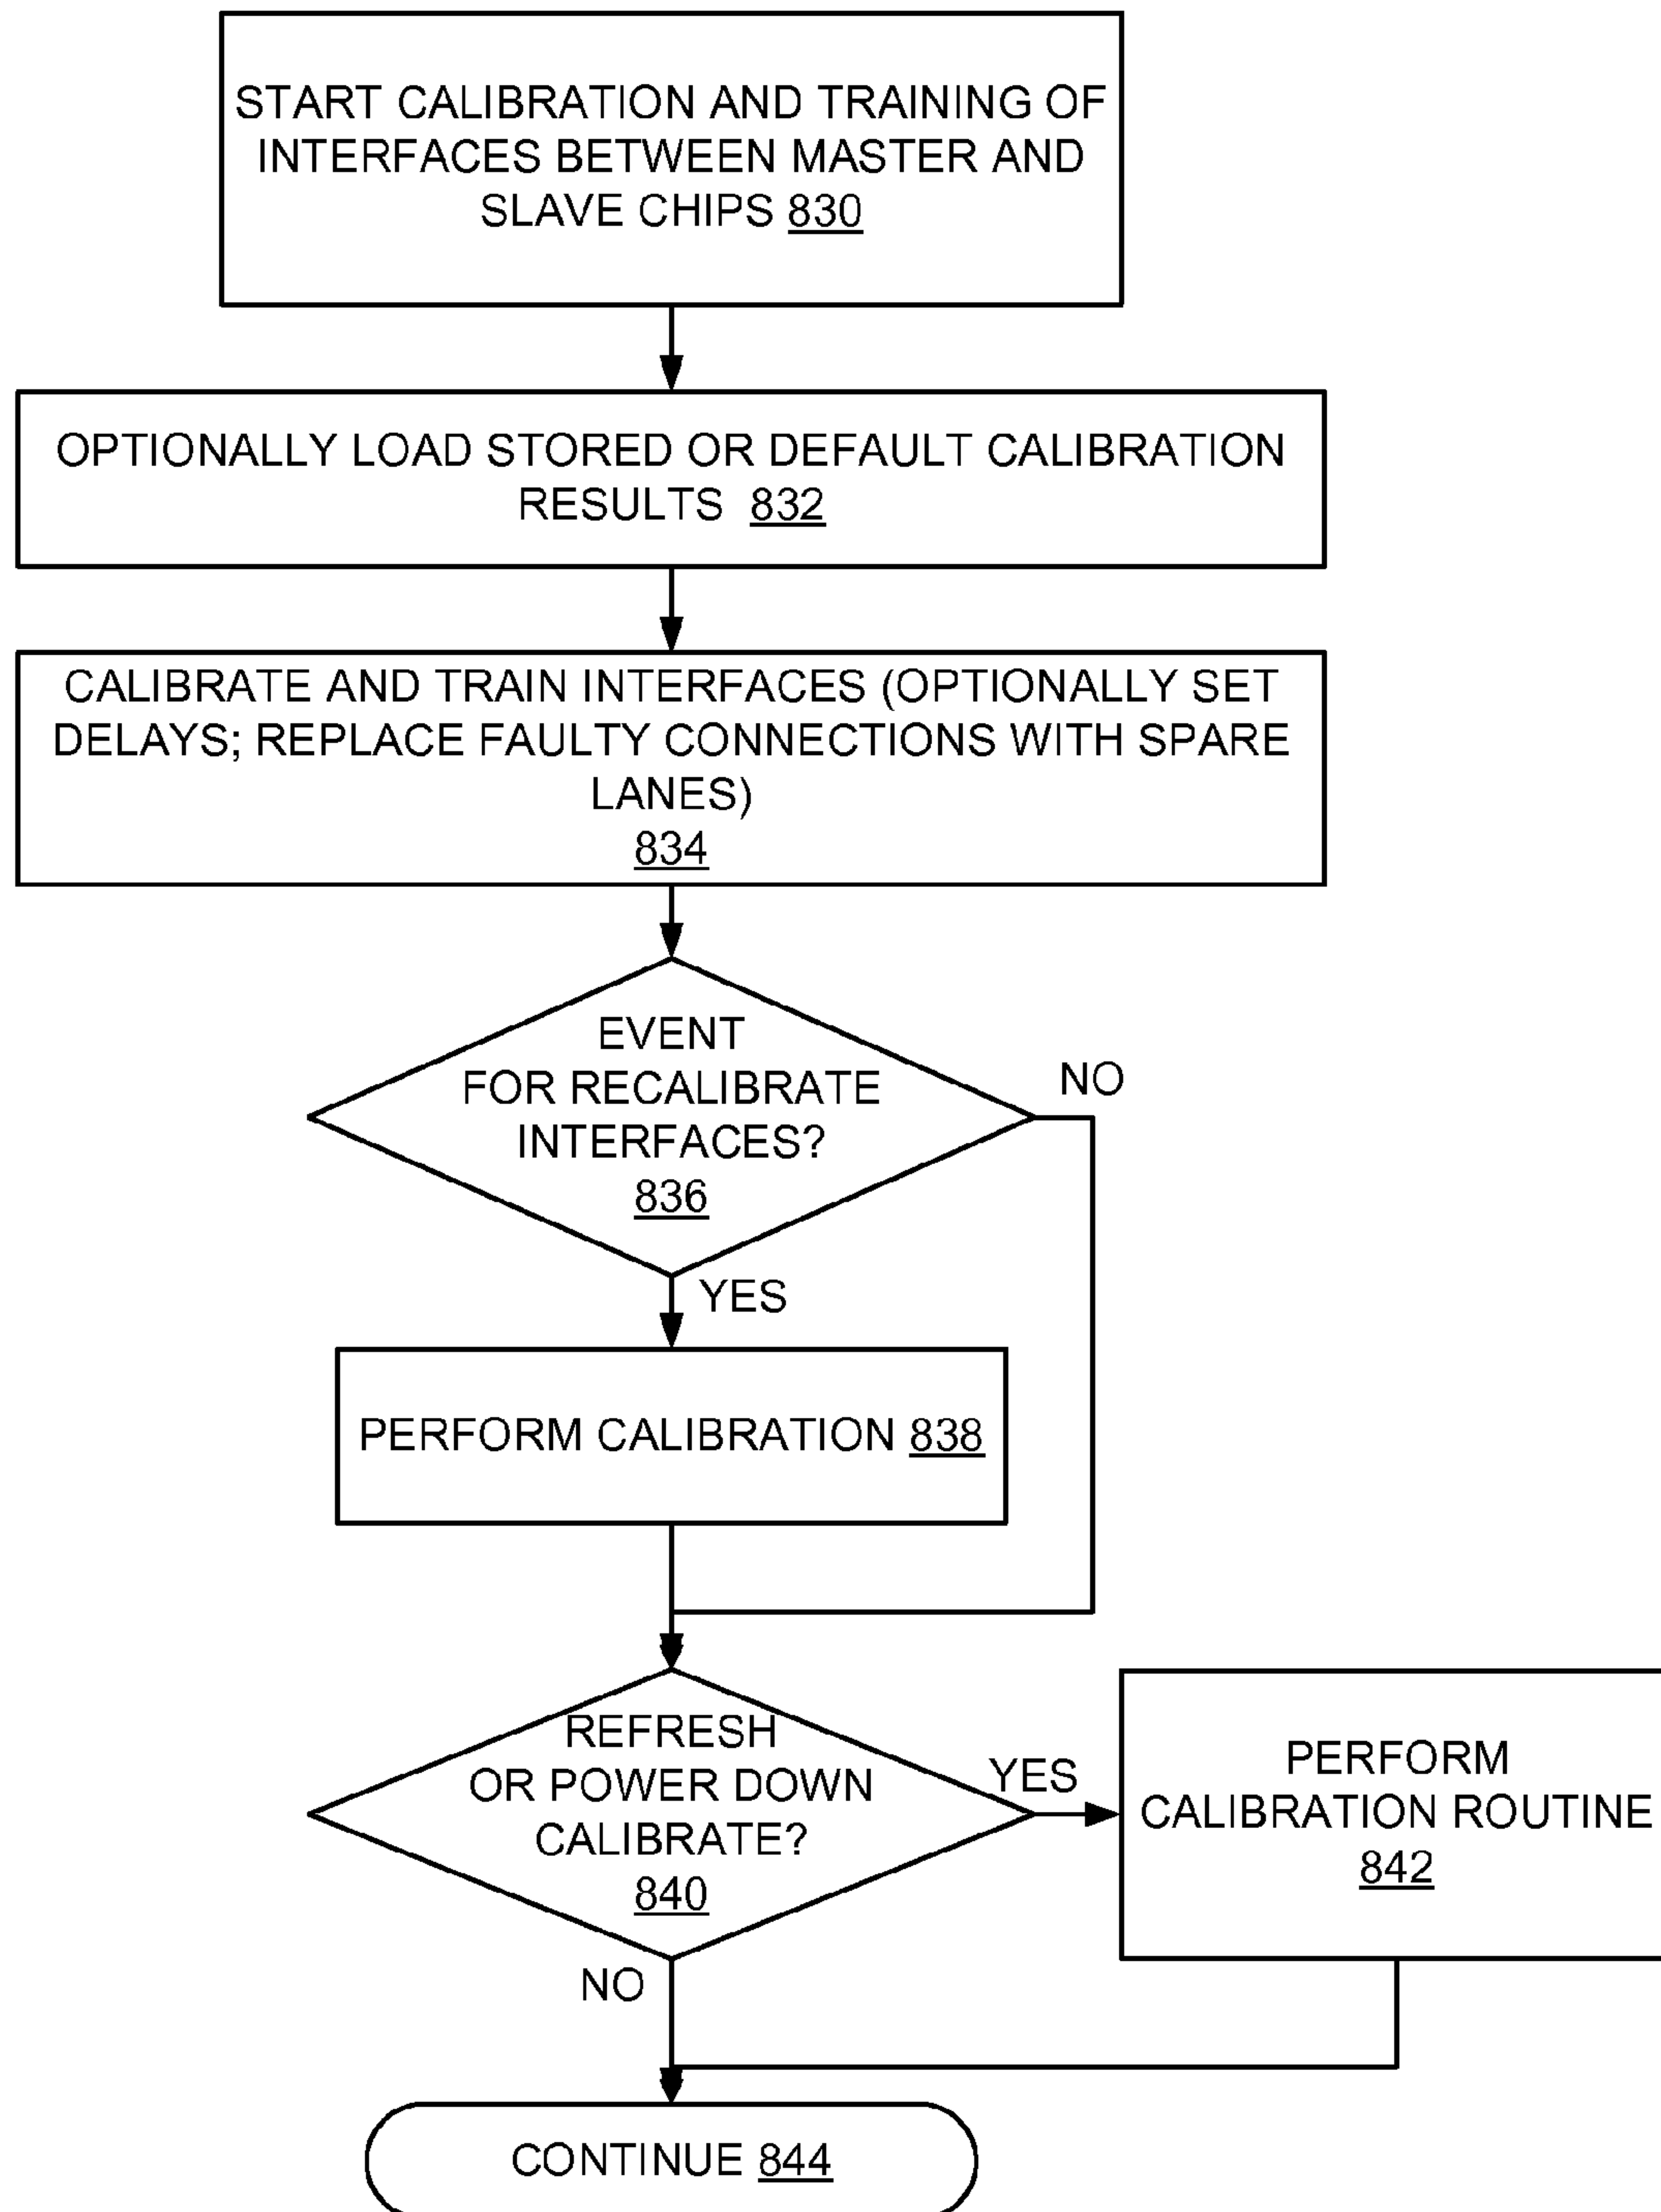 START CALIBRATION AND TRAINING OF
INTERFACES BETWEEN MASTER AND
SLAVE CHIPS 830
OPTIONALLY LOAD STORED OR DEFAULT CALIBRATION
RESULTS 832
CALIBRATE AND TRAIN INTERFACES (OPTIONALLY SET
DELAYS; REPLACE FAULTY CONNECTIONS WITH SPARE
LANES)
834
EVENT
FOR RECALIBRATE
INTERFACES?
836
NO
YES
PERFORM CALIBRATION 838
REFRESH
OR POWER DOWN
CALIBRATE?
840
YES
PERFORM
CALIBRATION ROUTINE
842
NO
CONTINUE 844